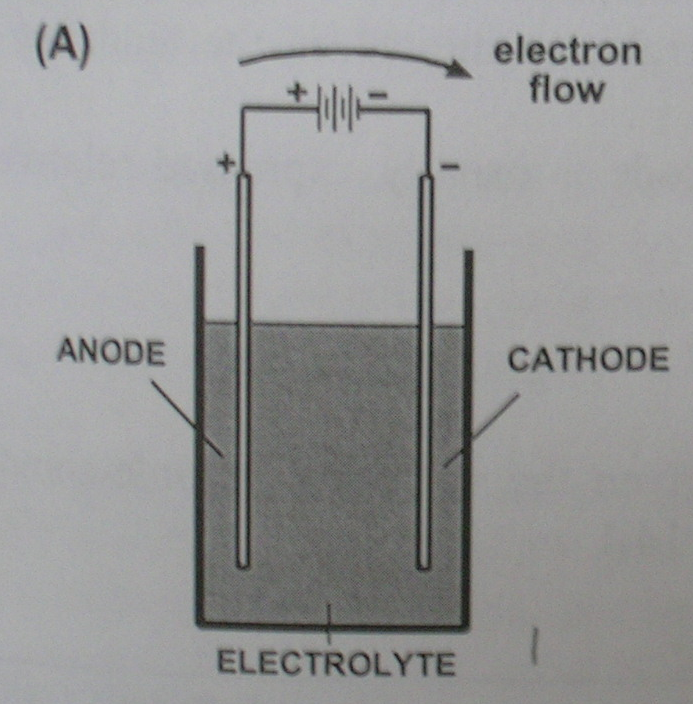 (A)
electron
flow
+ −
+ −
ANODE
CATHODE
ELECTROLYTE